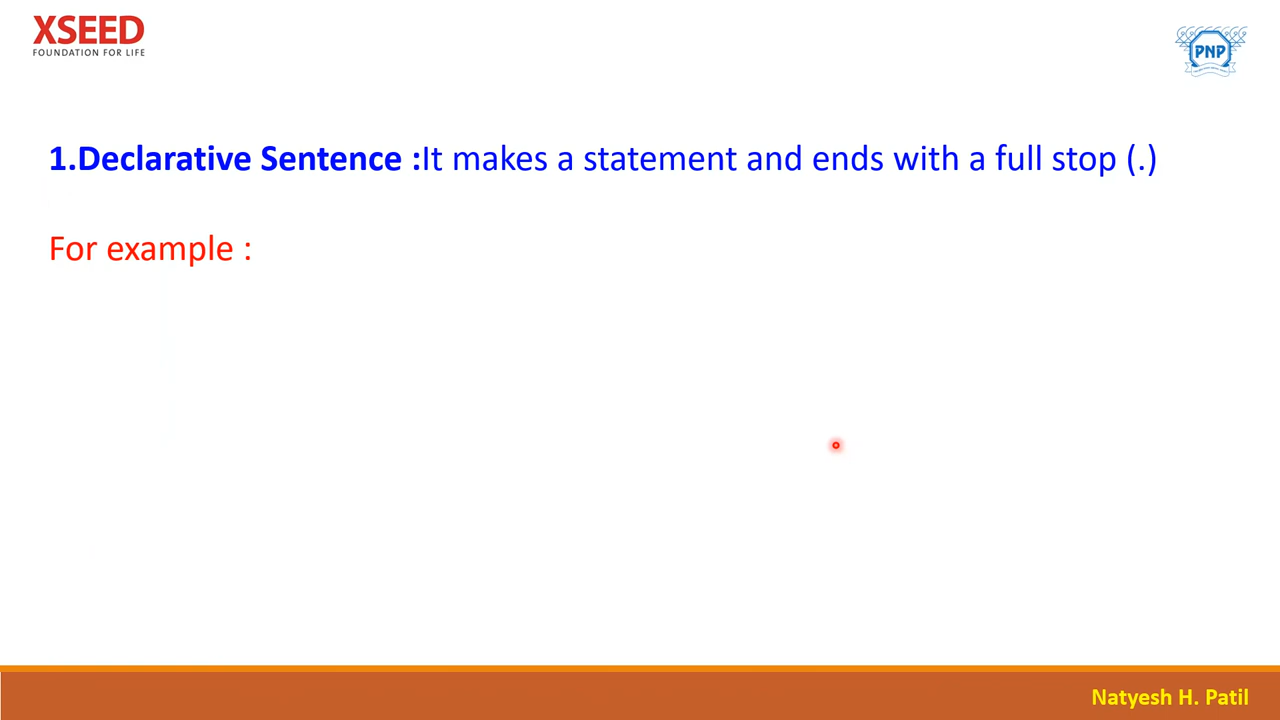 XSEED
FOUNDATION FOR LIFE
PNP
1.Declarative Sentence :It makes a statement and ends with a full stop (.)
For example :
Natyesh H. Patil